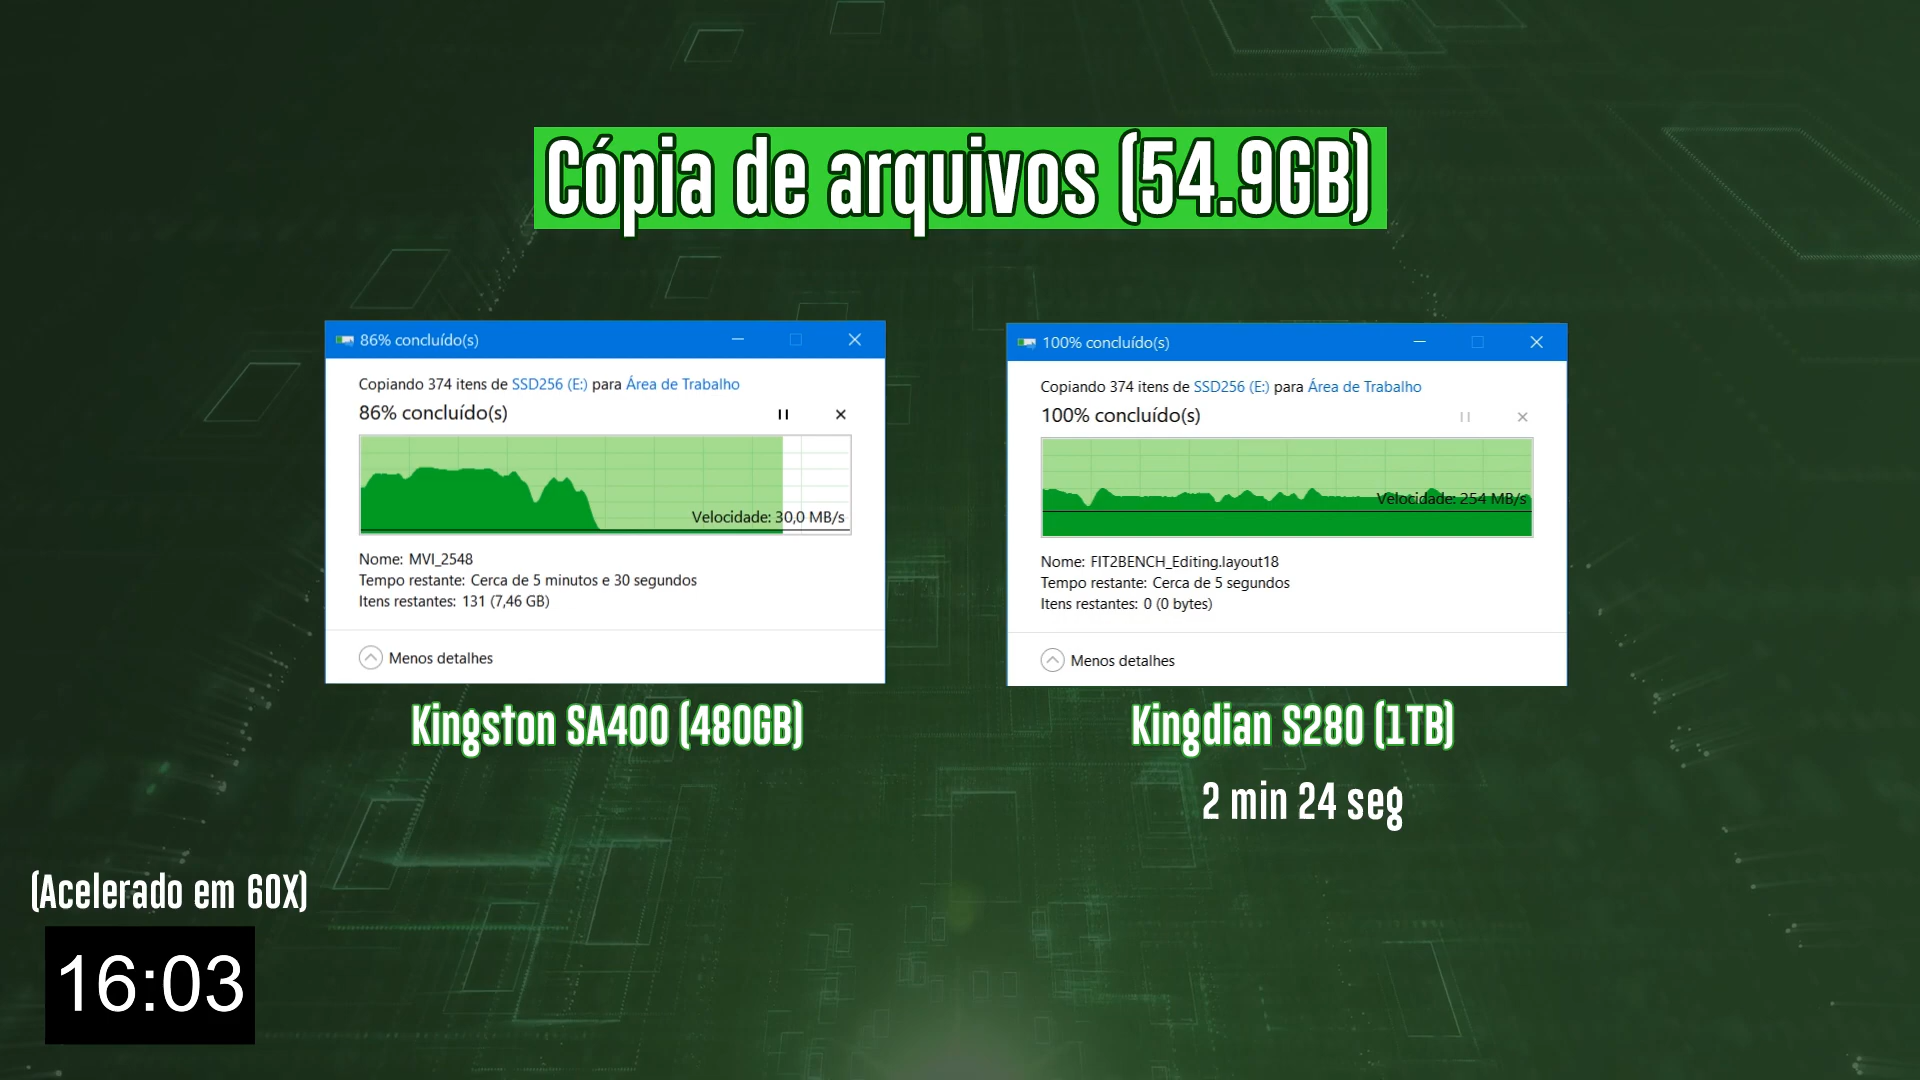 Cópia de arquivos (54.9GB)
86% concluído(s)
Copiando 374 itens de SSD256 (E:) para Área de Trabalho
86% concluído(s)
Velocidade: 30,0 MB/s
Nome: MVI_2548
Tempo restante: Cerca de 5 minutos e 30 segundos
Itens restantes: 131 (7,46 GB)
Menos detalhes
Kingston SA400 (480GB)
100% concluído(s)
Copiando 374 itens de SSD256 (E:) para Área de Trabalho
100% concluído(s)
Velocidade: 254 MB/s
Nome: FIT2BENCH_Editing.layout18
Tempo restante: Cerca de 5 segundos
Itens restantes: 0 (0 bytes)
Menos detalhes
Kingdian S280 (1TB)
2 min 24 seg
(Acelerado em 60X)
16:03